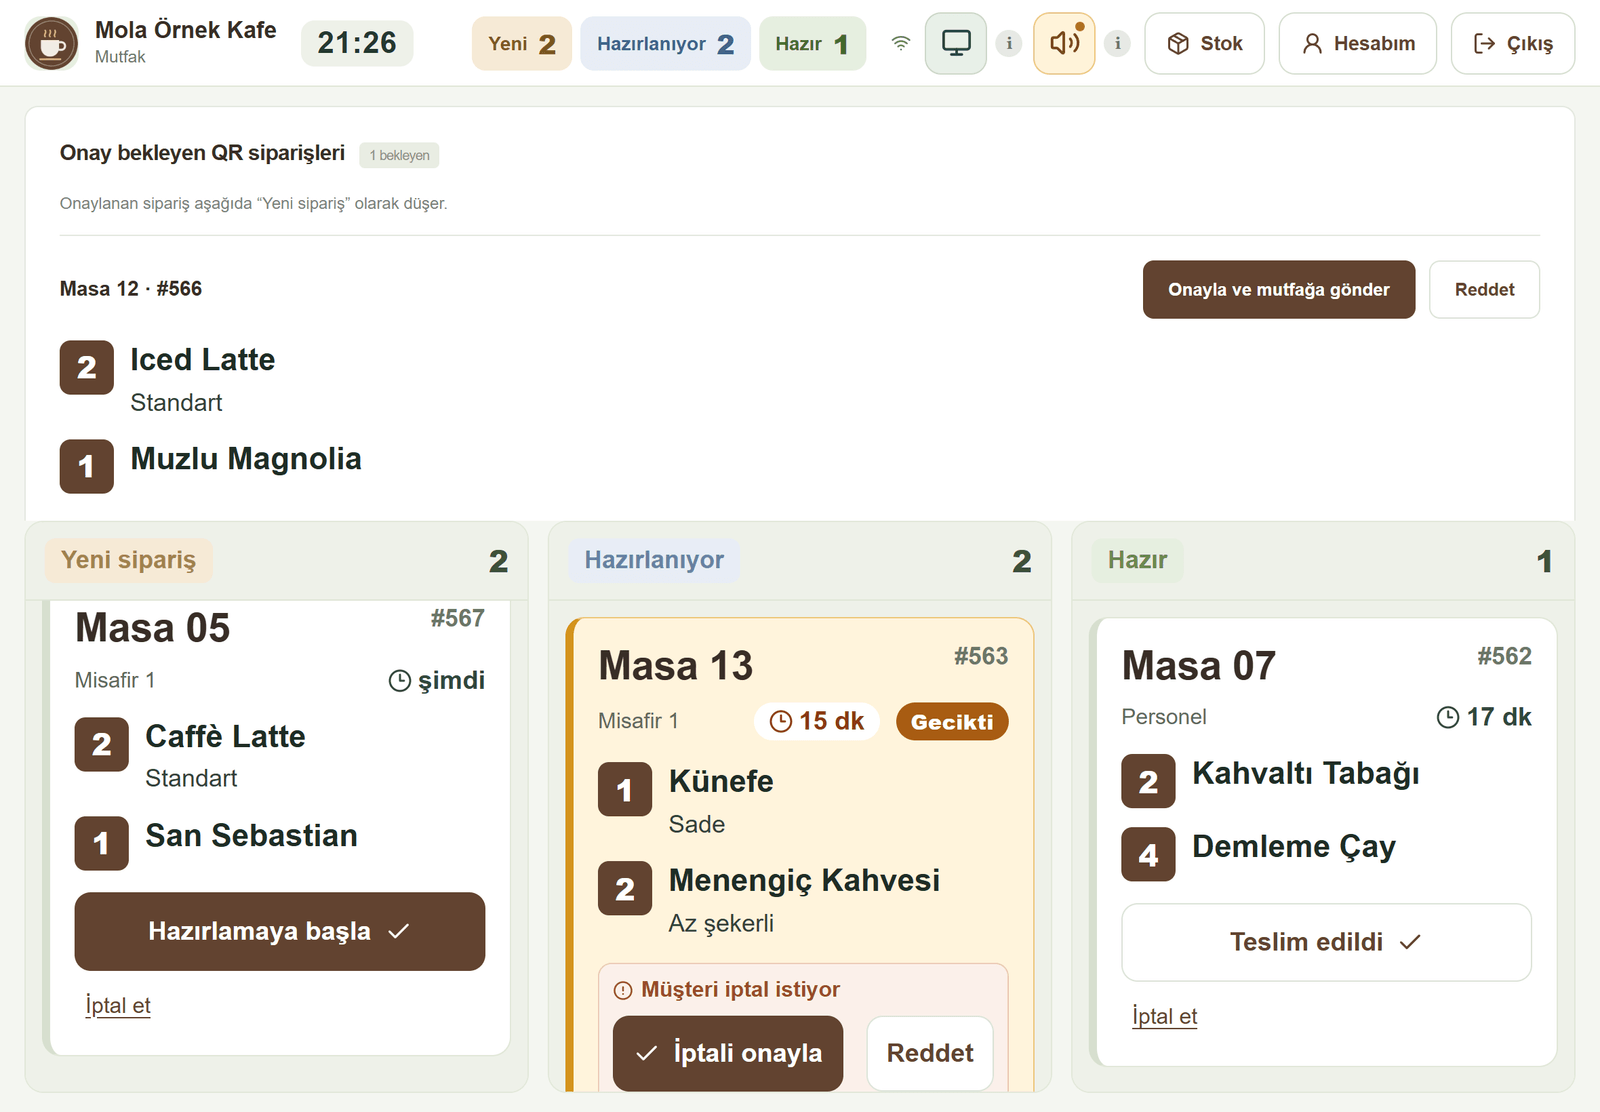 Mola Örnek Kafe
Mutfak
21:26
Yeni 2
Hazırlanıyor 2
Hazır 1
i
i
Stok
Hesabım
Çıkış
Onay bekleyen QR siparişleri
1 bekleyen
Onaylanan sipariş aşağıda “Yeni sipariş” olarak düşer.
Masa 12 · #566
Onayla ve mutfağa gönder
Reddet
2 Iced Latte
Standart
1 Muzlu Magnolia
Yeni sipariş 2
Masa 05 #567
Misafir 1 şimdi
2 Caffè Latte
Standart
1 San Sebastian
Hazırlamaya başla
İptal et
Hazırlanıyor 2
Masa 13 #563
Misafir 1 15 dk Gecikti
1 Künefe
Sade
2 Menengiç Kahvesi
Az şekerli
Müşteri iptal istiyor
İptali onayla
Reddet
Hazır 1
Masa 07 #562
Personel 17 dk
2 Kahvaltı Tabağı
4 Demleme Çay
Teslim edildi
İptal et